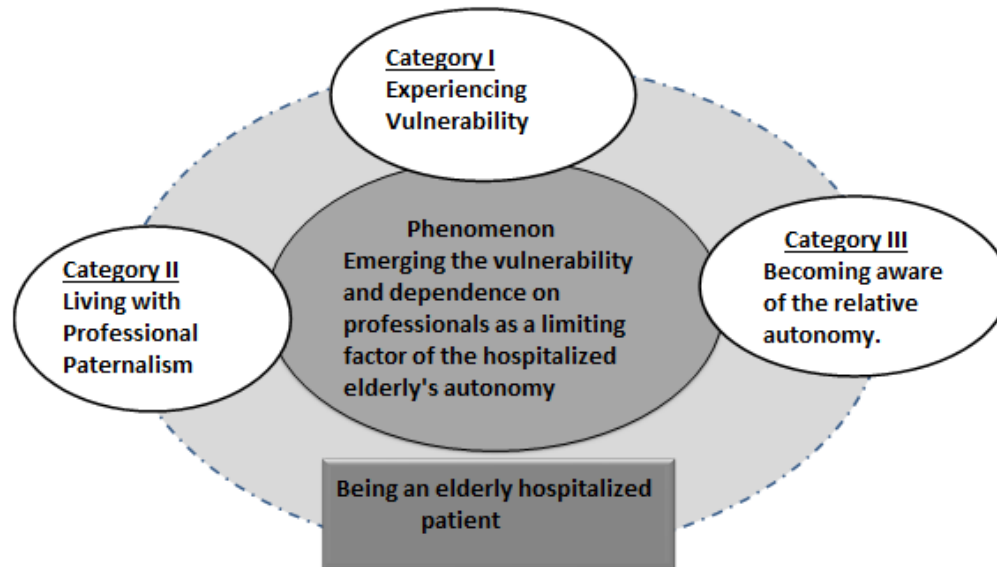 Category I
Experiencing
Vulnerability
Phenomenon
Emerging the vulnerability
and dependence on
professionals as a limiting
factor of the hospitalized
elderly's autonomy
Category II
Living with
Professional
Paternalism
Category III
Becoming aware
of the relative
autonomy.
Being an elderly hospitalized
patient